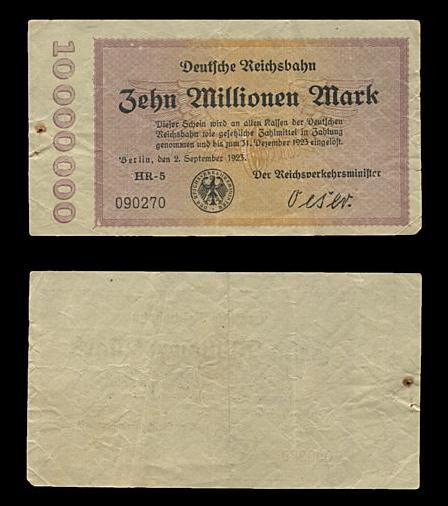 10000000
Deutsche Reichsbahn
Zehn Millionen Mark
Dieser Schein wird an allen Kassen der Deutschen
Reichsbahn wie gesetzliche Zahlmittel in Zahlung
genommen und bis zum 31. Dezember 1923 eingelöst.
Berlin, den 2. September 1923.
HR-5
Der Reichsverkehrsminister
090270
Oeser.